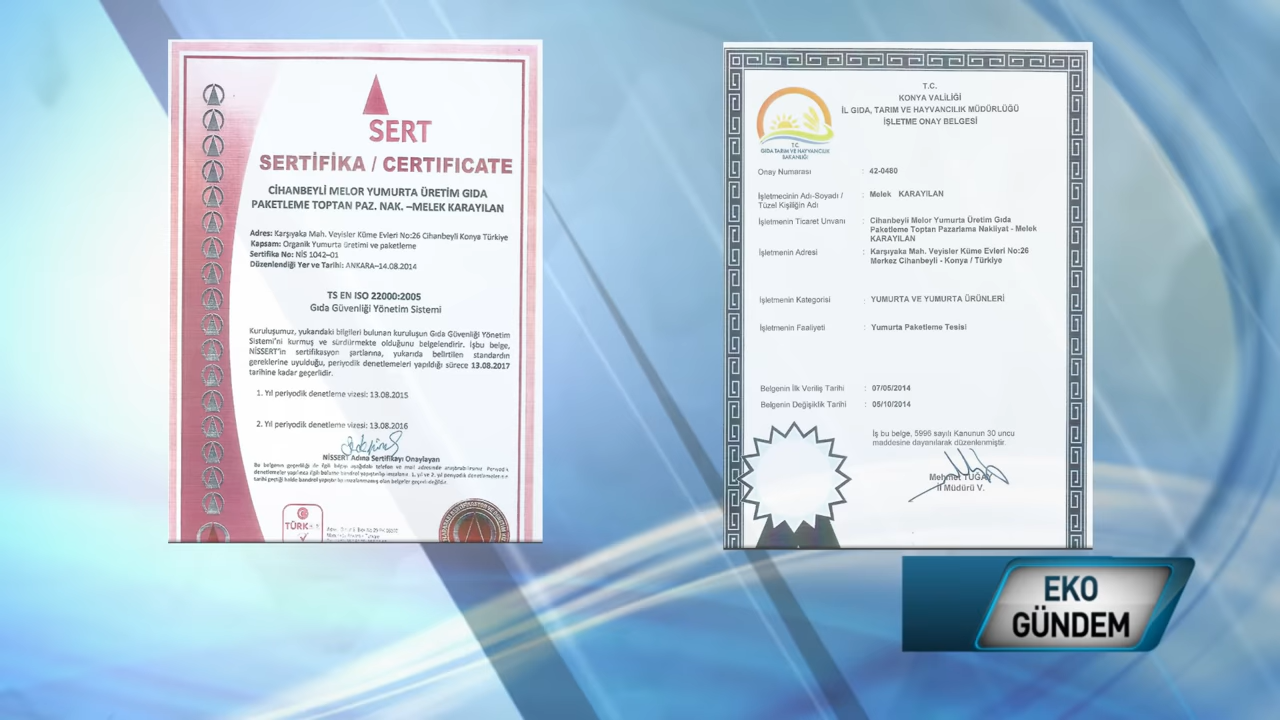 SERT
SERTİFİKA / CERTIFICATE
CİHANBEYLİ MELOR YUMURTA ÜRETİM GIDA
PAKETLEME TOPTAN PAZ. NAK. –MELEK KARAYILAN
Adres: Karşıyaka Mah. Veyisler Küme Evleri No:26 Cihanbeyli Konya Türkiye
Kapsam: Organik Yumurta üretimi ve paketleme
Sertifika No: NİS 1042–01
Düzenlendiği Yer ve Tarihi: ANKARA–14.08.2014
TS EN ISO 22000:2005
Gıda Güvenliği Yönetim Sistemi
Kuruluşumuz, yukarıdaki bilgileri bulunan kuruluşun Gıda Güvenliği Yönetim
Sistemi'ni kurmuş ve sürdürmekte olduğunu belgelendirir. İşbu belge,
NİSSERT'in sertifikasyon şartlarına, yukarıda belirtilen standardın
gereklerine uyulduğu, periyodik denetlemeleri yapıldığı sürece 13.08.2017
tarihine kadar geçerlidir.
1. Yıl periyodik denetleme vizesi: 13.08.2015
2. Yıl periyodik denetleme vizesi: 13.08.2016
NİSSERT Adına Sertifikayı Onaylayan
TÜRK
T.C.
KONYA VALİLİĞİ
İL GIDA, TARIM VE HAYVANCILIK MÜDÜRLÜĞÜ
İŞLETME ONAY BELGESİ
T.C.
GIDA TARIM VE HAYVANCILIK
BAKANLIĞI
Onay Numarası : 42-0480
İşletmecinin Adı-Soyadı / : Melek KARAYILAN
Tüzel Kişiliğin Adı
İşletmenin Ticaret Unvanı : Cihanbeyli Melor Yumurta Üretim Gıda
Paketleme Toptan Pazarlama Nakliyat - Melek
KARAYILAN
İşletmenin Adresi : Karşıyaka Mah. Veyisler Küme Evleri No:26
Merkez Cihanbeyli - Konya / Türkiye
İşletmenin Kategorisi : YUMURTA VE YUMURTA ÜRÜNLERİ
İşletmenin Faaliyeti : Yumurta Paketleme Tesisi
Belgenin İlk Veriliş Tarihi : 07/05/2014
Belgenin Değişiklik Tarihi : 05/10/2014
İş bu belge, 5996 sayılı Kanunun 30 uncu
maddesine dayanılarak düzenlenmiştir.
Mehmet TUĞAY
İl Müdürü V.
EKO
GÜNDEM